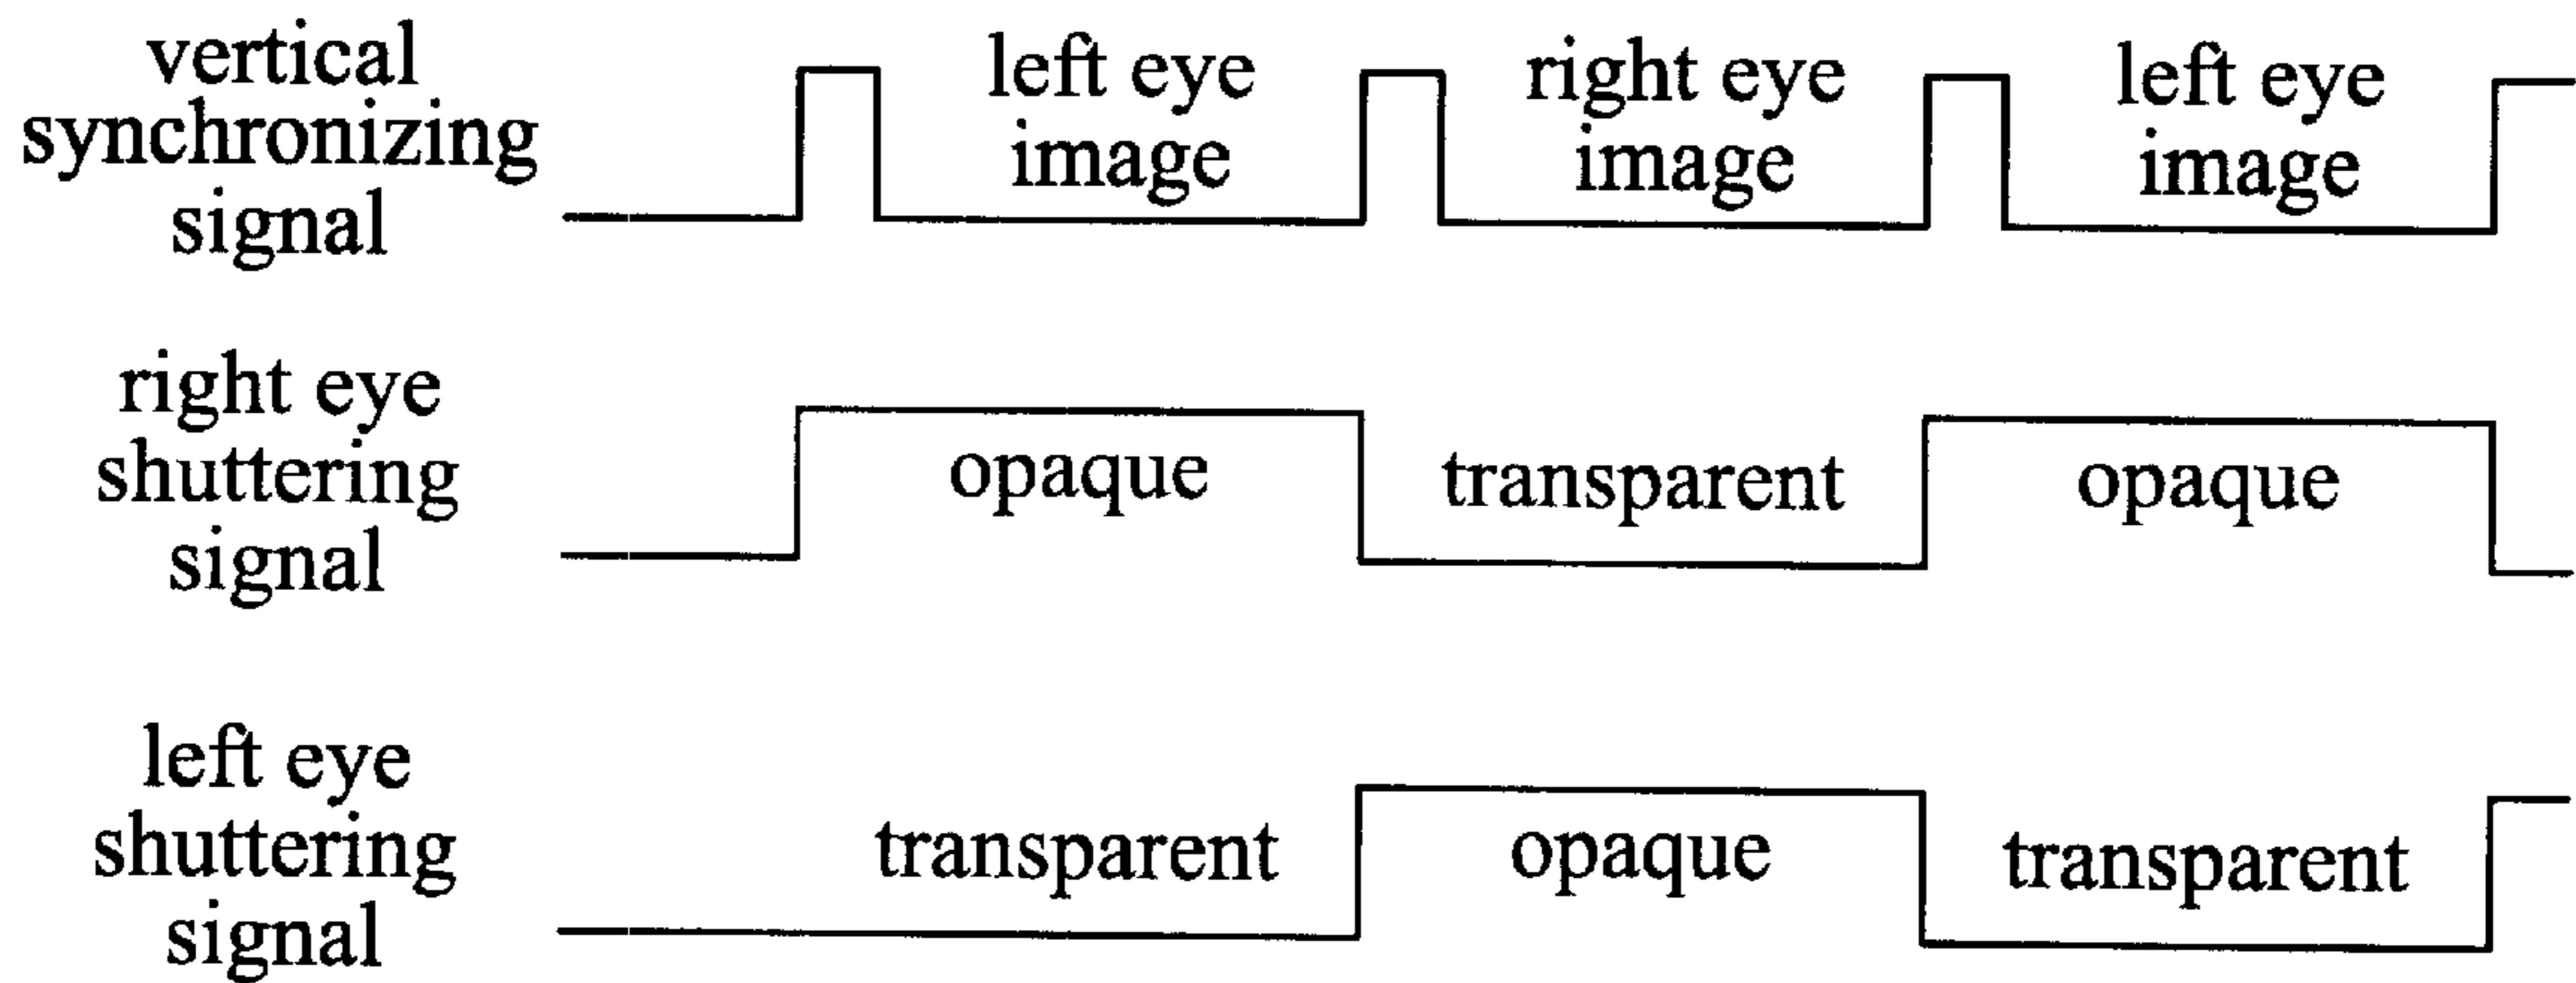 vertical
synchronizing
signal
left eye
image
right eye
image
left eye
image
right eye
shuttering
signal
opaque
transparent
opaque
left eye
shuttering
signal
transparent
opaque
transparent